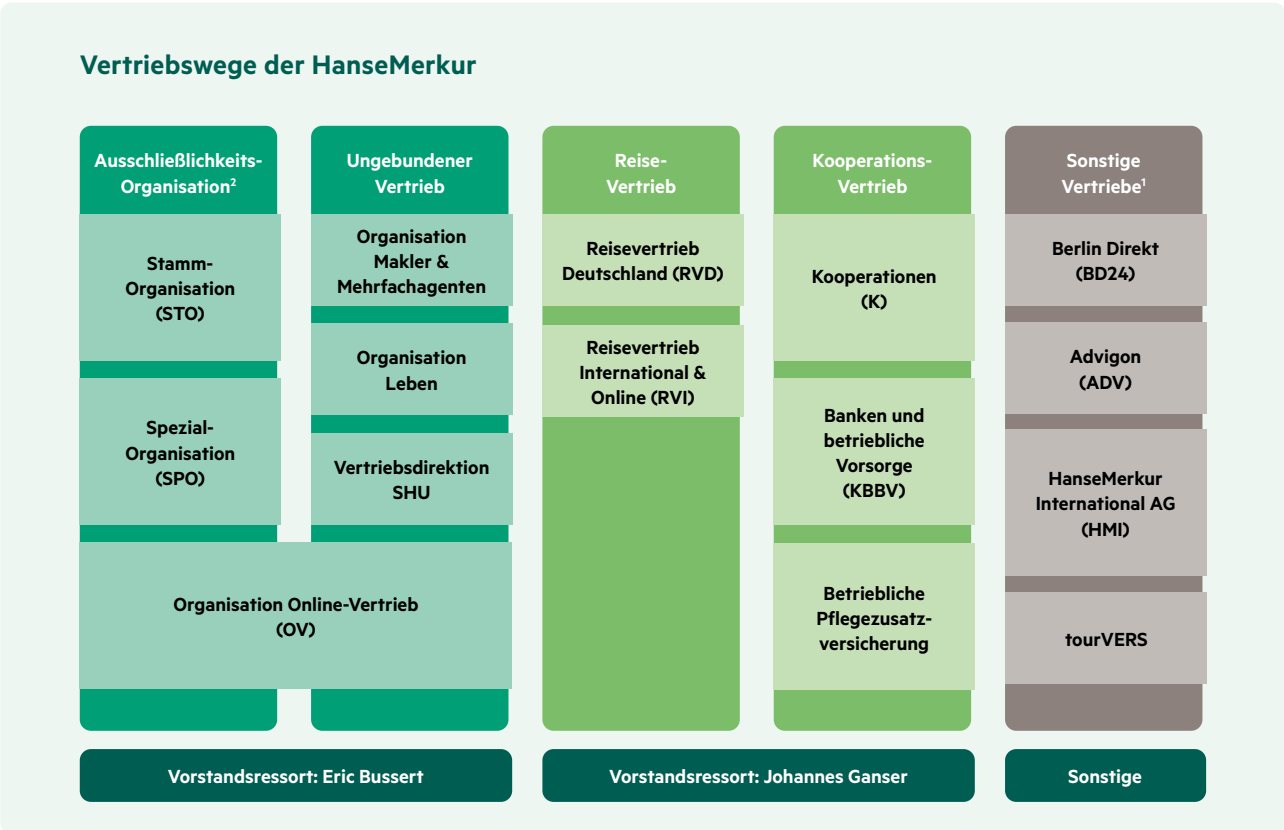 Vertriebswege der HanseMerkur
Ausschließlichkeits-
Organisation²
Stamm-
Organisation
(STO)
Spezial-
Organisation
(SPO)
Ungebundener
Vertrieb
Organisation
Makler &
Mehrfachagenten
Organisation
Leben
Vertriebsdirektion
SHU
Organisation Online-Vertrieb
(OV)
Vorstandsressort: Eric Bussert
Reise-
Vertrieb
Reisevertrieb
Deutschland (RVD)
Reisevertrieb
International &
Online (RVI)
Kooperations-
Vertrieb
Kooperationen
(K)
Banken und
betriebliche
Vorsorge
(KBBV)
Betriebliche
Pflegezusatz-
versicherung
Vorstandsressort: Johannes Ganser
Sonstige
Vertriebe¹
Berlin Direkt
(BD24)
Advigon
(ADV)
HanseMerkur
International AG
(HMI)
tourVERS
Sonstige